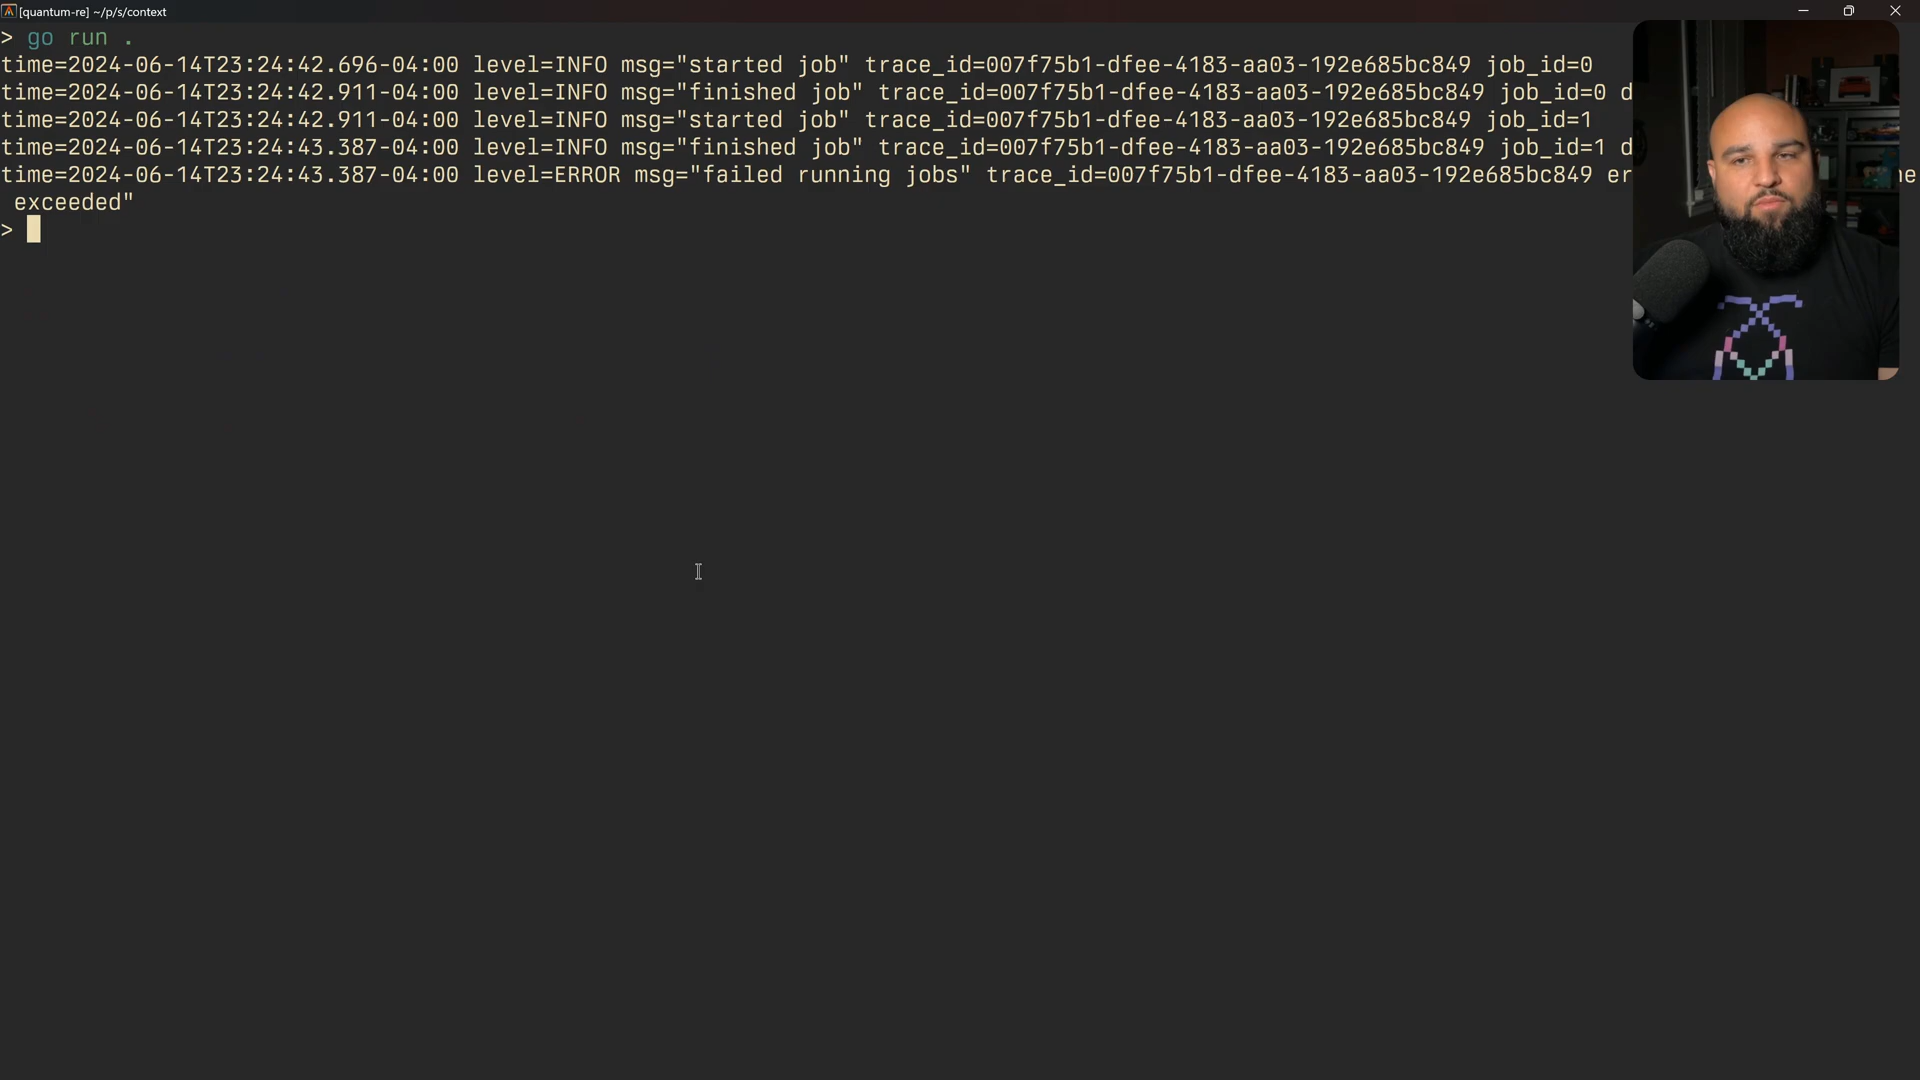 [quantum-re] ~/p/s/context
> go run .
time=2024-06-14T23:24:42.696-04:00 level=INFO msg="started job" trace_id=007f75b1-dfee-4183-aa03-192e685bc849 job_id=0
time=2024-06-14T23:24:42.911-04:00 level=INFO msg="finished job" trace_id=007f75b1-dfee-4183-aa03-192e685bc849 job_id=0 d
time=2024-06-14T23:24:42.911-04:00 level=INFO msg="started job" trace_id=007f75b1-dfee-4183-aa03-192e685bc849 job_id=1
time=2024-06-14T23:24:43.387-04:00 level=INFO msg="finished job" trace_id=007f75b1-dfee-4183-aa03-192e685bc849 job_id=1 d
time=2024-06-14T23:24:43.387-04:00 level=ERROR msg="failed running jobs" trace_id=007f75b1-dfee-4183-aa03-192e685bc849 er ne
exceeded"
>